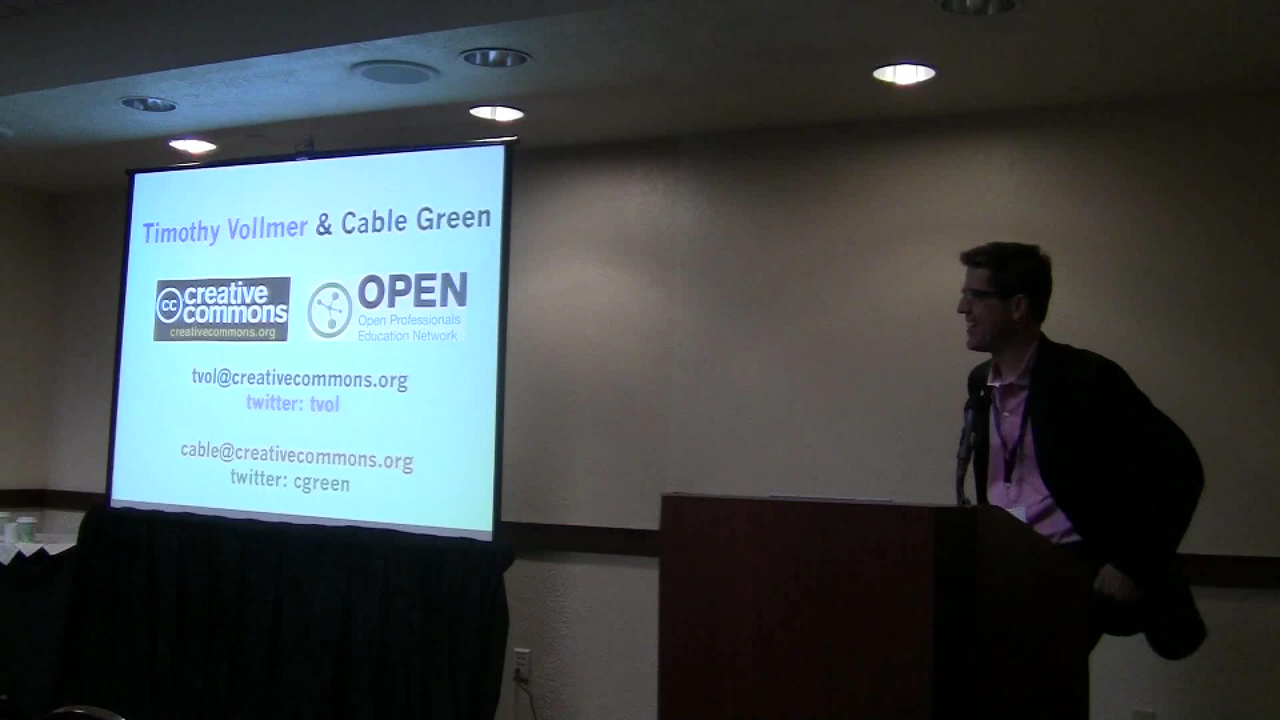 Timothy Vollmer & Cable Green
cc creative commons
creativecommons.org
OPEN
Open Professionals
Education Network
tvol@creativecommons.org
twitter: tvol
cable@creativecommons.org
twitter: cgreen